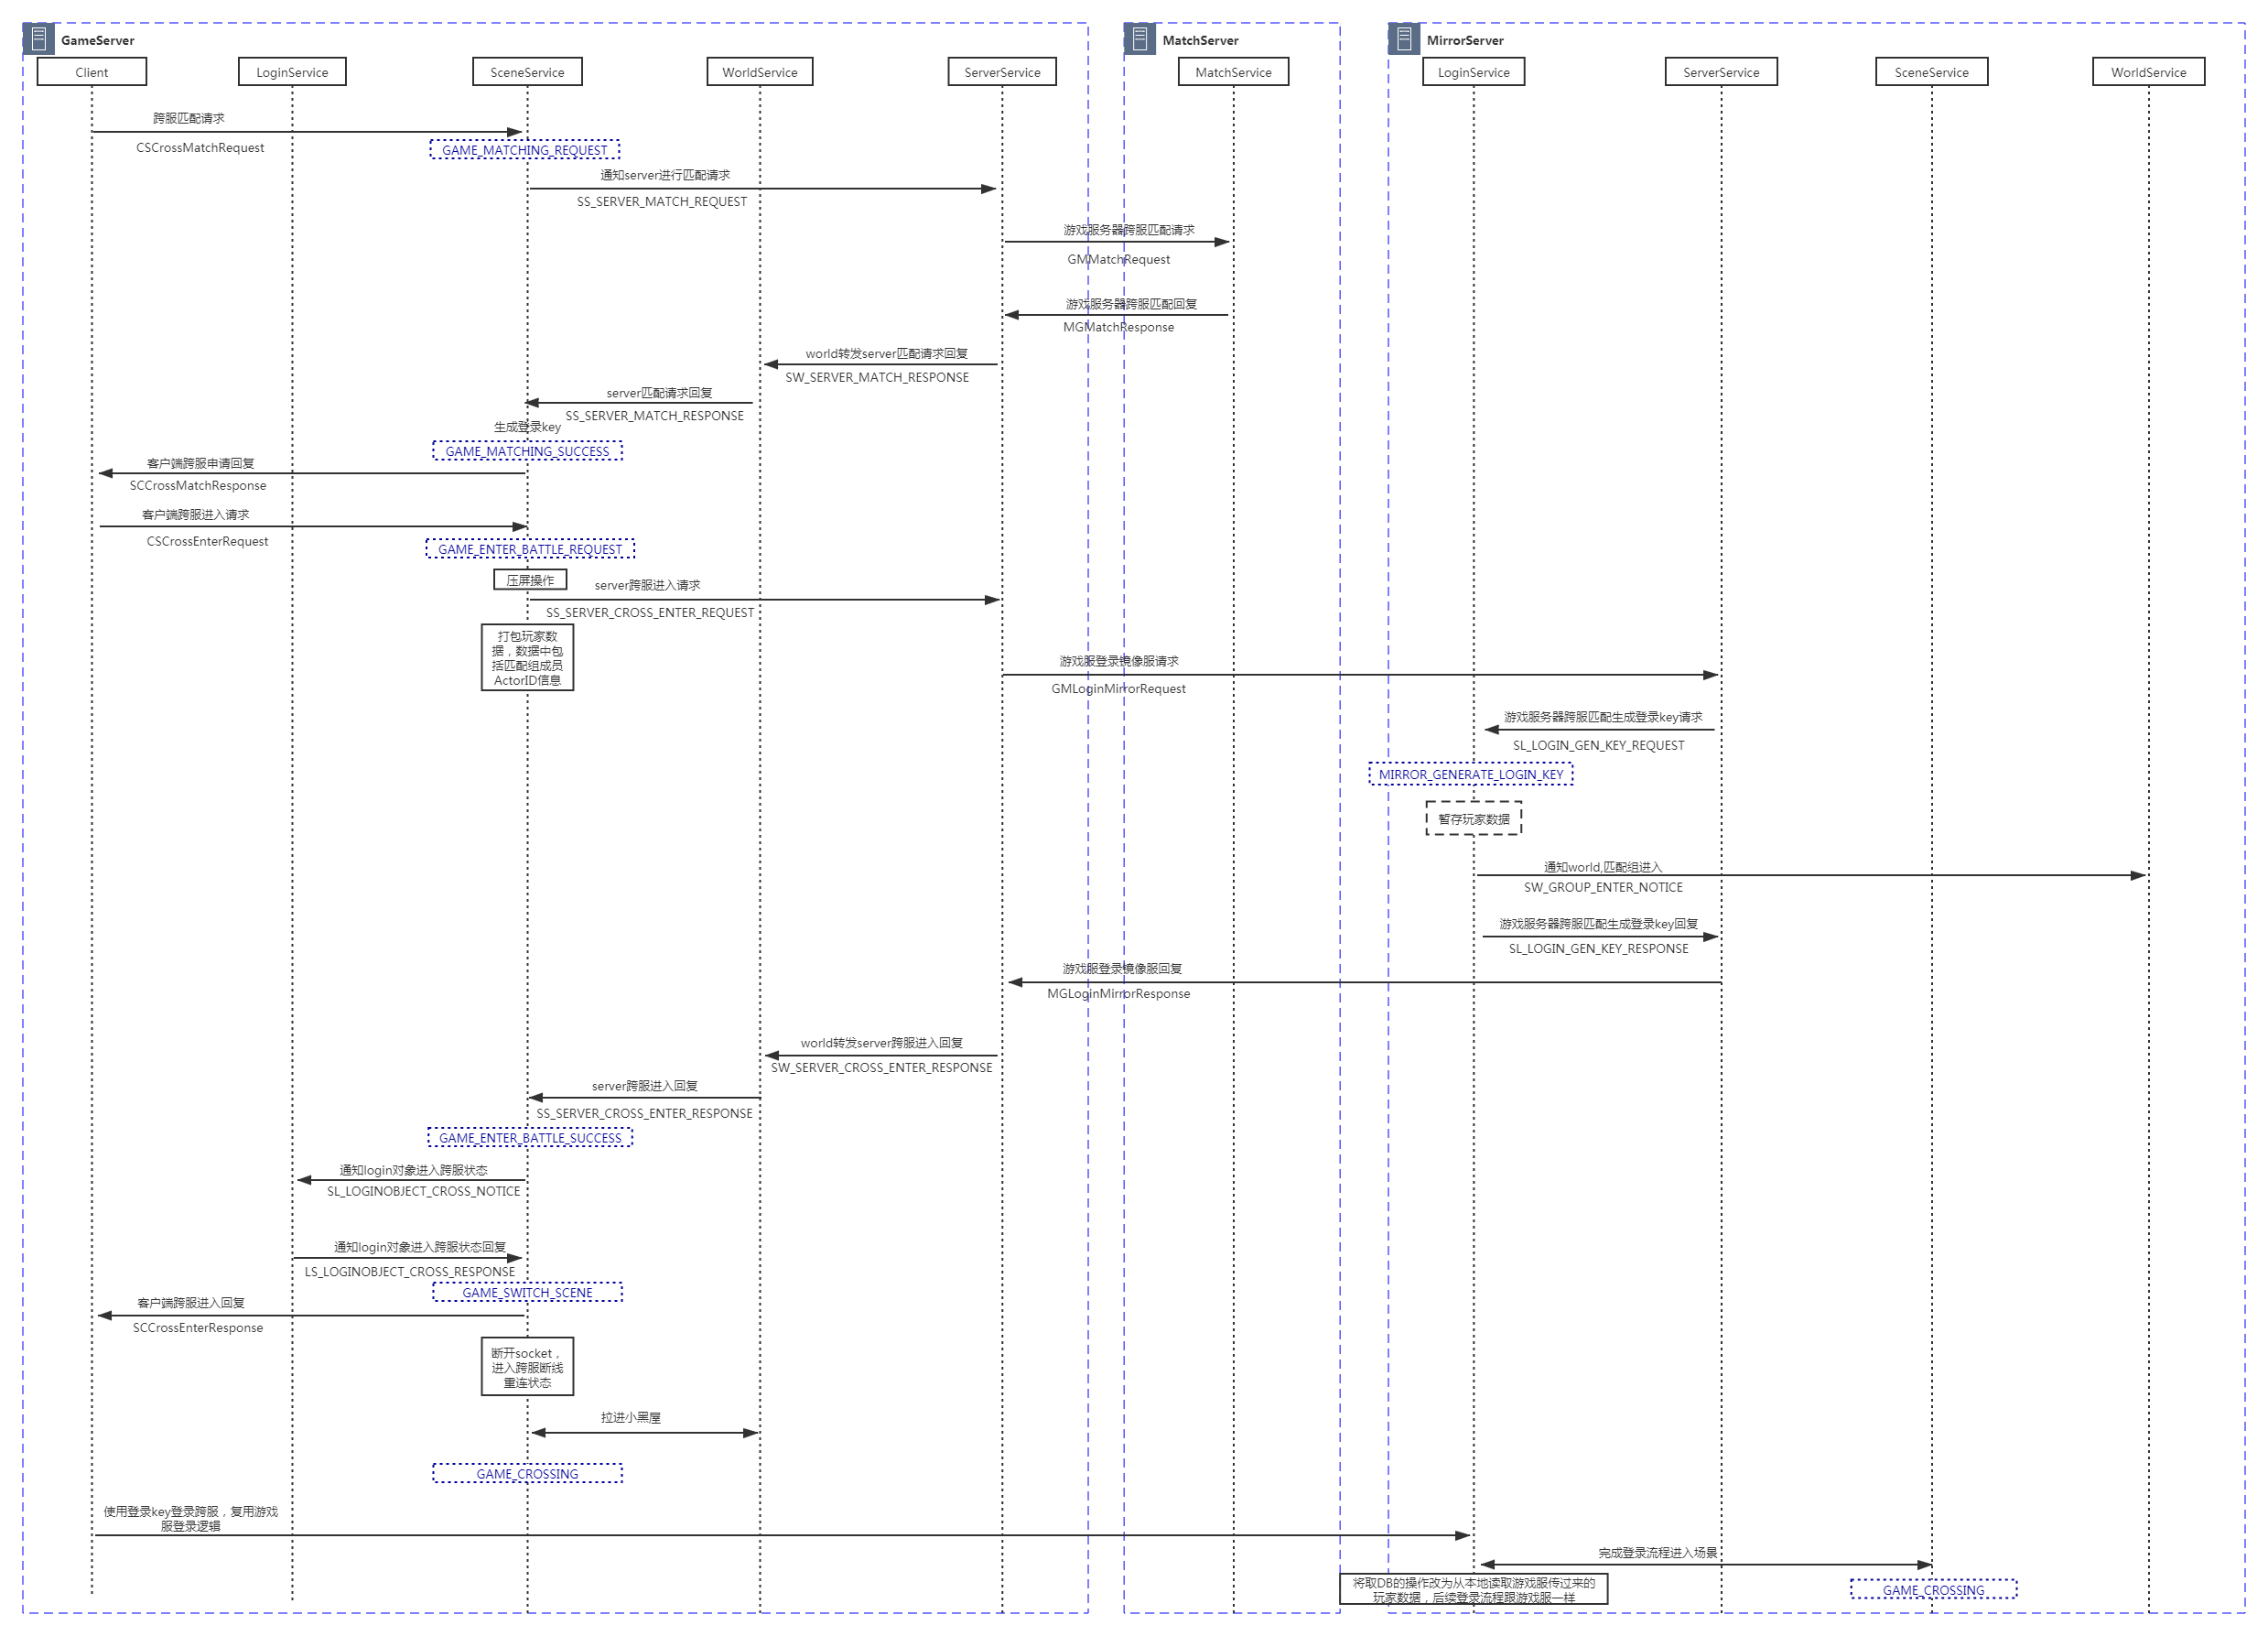 GameServer
MatchServer
MirrorServer
Client
LoginService
SceneService
WorldService
ServerService
MatchService
LoginService
ServerService
SceneService
WorldService
跨服匹配请求
CSCrossMatchRequest
GAME_MATCHING_REQUEST
通知server进行匹配请求
SS_SERVER_MATCH_REQUEST
游戏服务器跨服匹配请求
GMMatchRequest
游戏服务器跨服匹配回复
MGMatchResponse
world转发server匹配请求回复
SW_SERVER_MATCH_RESPONSE
server匹配请求回复
SS_SERVER_MATCH_RESPONSE
生成登录key
GAME_MATCHING_SUCCESS
客户端跨服申请回复
SCCrossMatchResponse
客户端跨服进入请求
CSCrossEnterRequest
GAME_ENTER_BATTLE_REQUEST
压屏操作
server跨服进入请求
SS_SERVER_CROSS_ENTER_REQUEST
打包玩家数
据，数据中包
括匹配组成员
ActorID信息
游戏服登录镜像服请求
GMLoginMirrorRequest
游戏服务器跨服匹配生成登录key请求
SL_LOGIN_GEN_KEY_REQUEST
MIRROR_GENERATE_LOGIN_KEY
暂存玩家数据
通知world,匹配组进入
SW_GROUP_ENTER_NOTICE
游戏服务器跨服匹配生成登录key回复
SL_LOGIN_GEN_KEY_RESPONSE
游戏服登录镜像服回复
MGLoginMirrorResponse
world转发server跨服进入回复
SW_SERVER_CROSS_ENTER_RESPONSE
server跨服进入回复
SS_SERVER_CROSS_ENTER_RESPONSE
GAME_ENTER_BATTLE_SUCCESS
通知login对象进入跨服状态
SL_LOGINOBJECT_CROSS_NOTICE
通知login对象进入跨服状态回复
LS_LOGINOBJECT_CROSS_RESPONSE
GAME_SWITCH_SCENE
客户端跨服进入回复
SCCrossEnterResponse
断开socket，
进入跨服断线
重连状态
拉进小黑屋
GAME_CROSSING
使用登录key登录跨服，复用游戏
服登录逻辑
完成登录流程进入场景
将取DB的操作改为从本地读取游戏服传过来的
玩家数据，后续登录流程跟游戏服一样
GAME_CROSSING